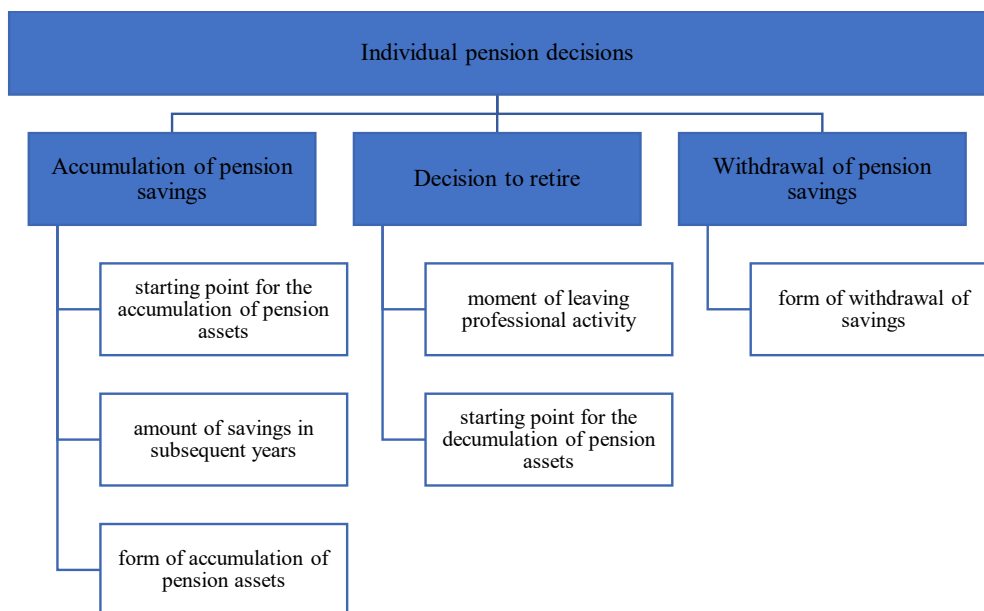 Individual pension decisions
Accumulation of pension
savings
Decision to retire
Withdrawal of pension
savings
starting point for the
accumulation of pension
assets
moment of leaving
professional activity
form of withdrawal of
savings
amount of savings in
subsequent years
starting point for the
decumulation of pension
assets
form of accumulation of
pension assets